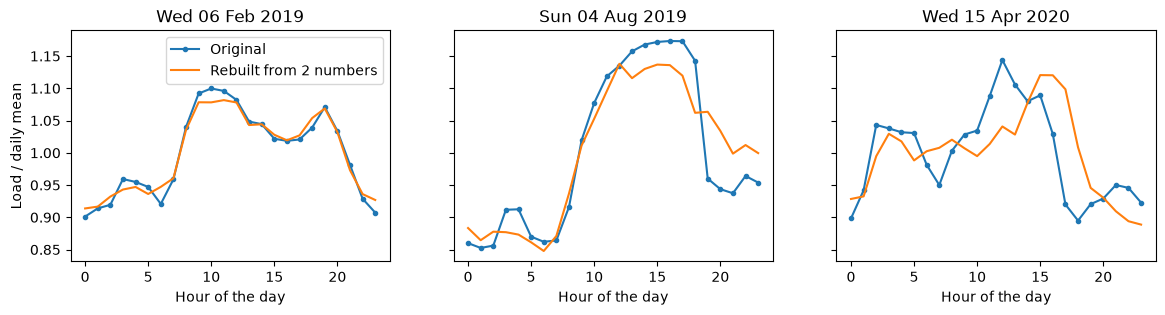 Wed 06 Feb 2019
Sun 04 Aug 2019
Wed 15 Apr 2020
Original
Rebuilt from 2 numbers
Load / daily mean
1.15
1.10
1.05
1.00
0.95
0.90
0.85
0 5 10 15 20
0 5 10 15 20
0 5 10 15 20
Hour of the day
Hour of the day
Hour of the day